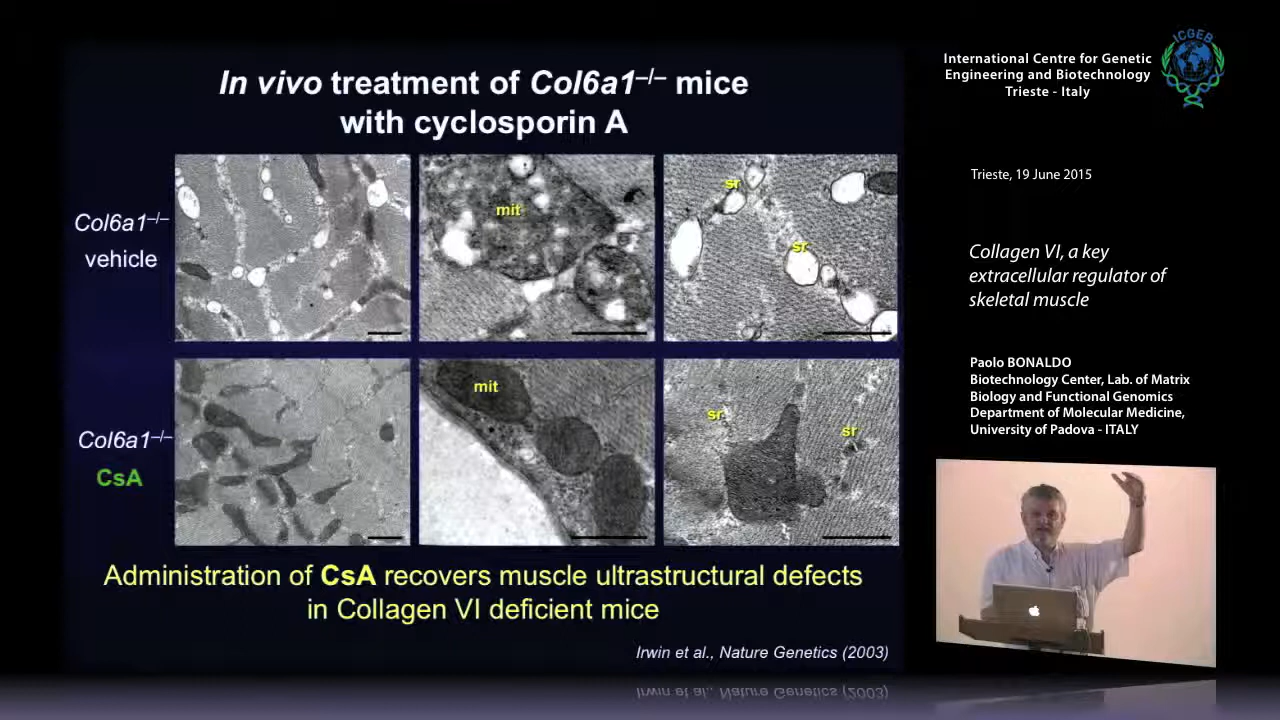 In vivo treatment of Col6a1–/– mice
with cyclosporin A
Col6a1–/–
vehicle
mit
sr
sr
Col6a1–/–
CsA
mit
sr
sr
Administration of CsA recovers muscle ultrastructural defects
in Collagen VI deficient mice
Irwin et al., Nature Genetics (2003)
International Centre for Genetic
Engineering and Biotechnology
Trieste - Italy
ICGEB
Trieste, 19 June 2015
Collagen VI, a key
extracellular regulator of
skeletal muscle
Paolo BONALDO
Biotechnology Center, Lab. of Matrix
Biology and Functional Genomics
Department of Molecular Medicine,
University of Padova - ITALY